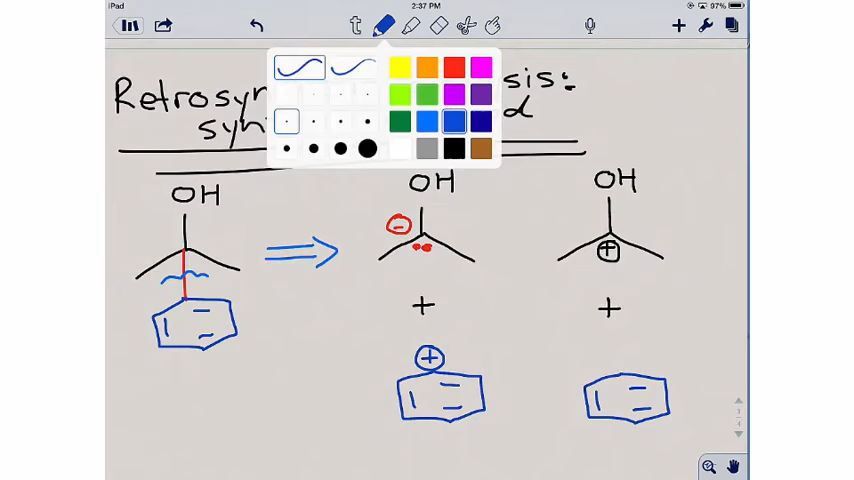 iPad 2:37 PM 97%
t
Retrosyn sis:
syn d
OH OH OH
+ +